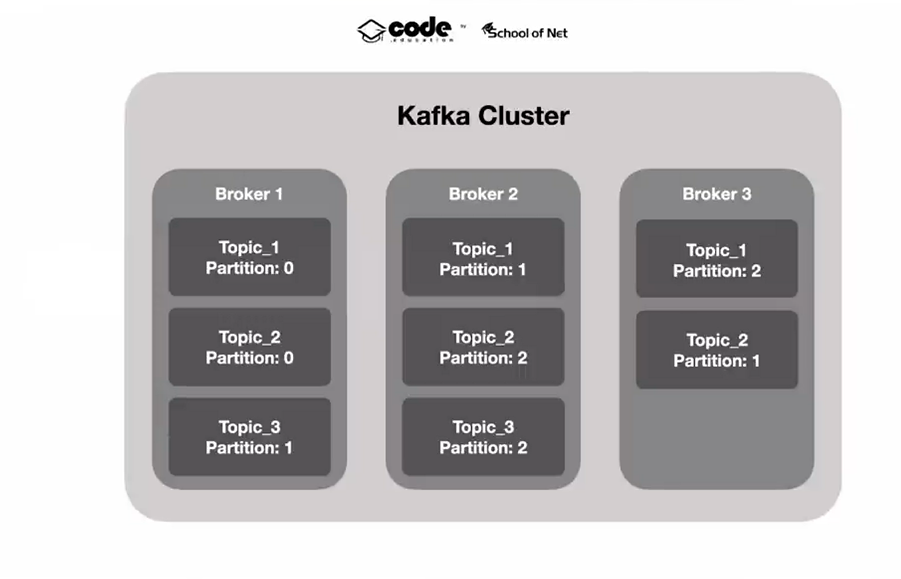 code
.education
by
School of Net
Kafka Cluster
Broker 1
Topic_1
Partition: 0
Topic_2
Partition: 0
Topic_3
Partition: 1
Broker 2
Topic_1
Partition: 1
Topic_2
Partition: 2
Topic_3
Partition: 2
Broker 3
Topic_1
Partition: 2
Topic_2
Partition: 1